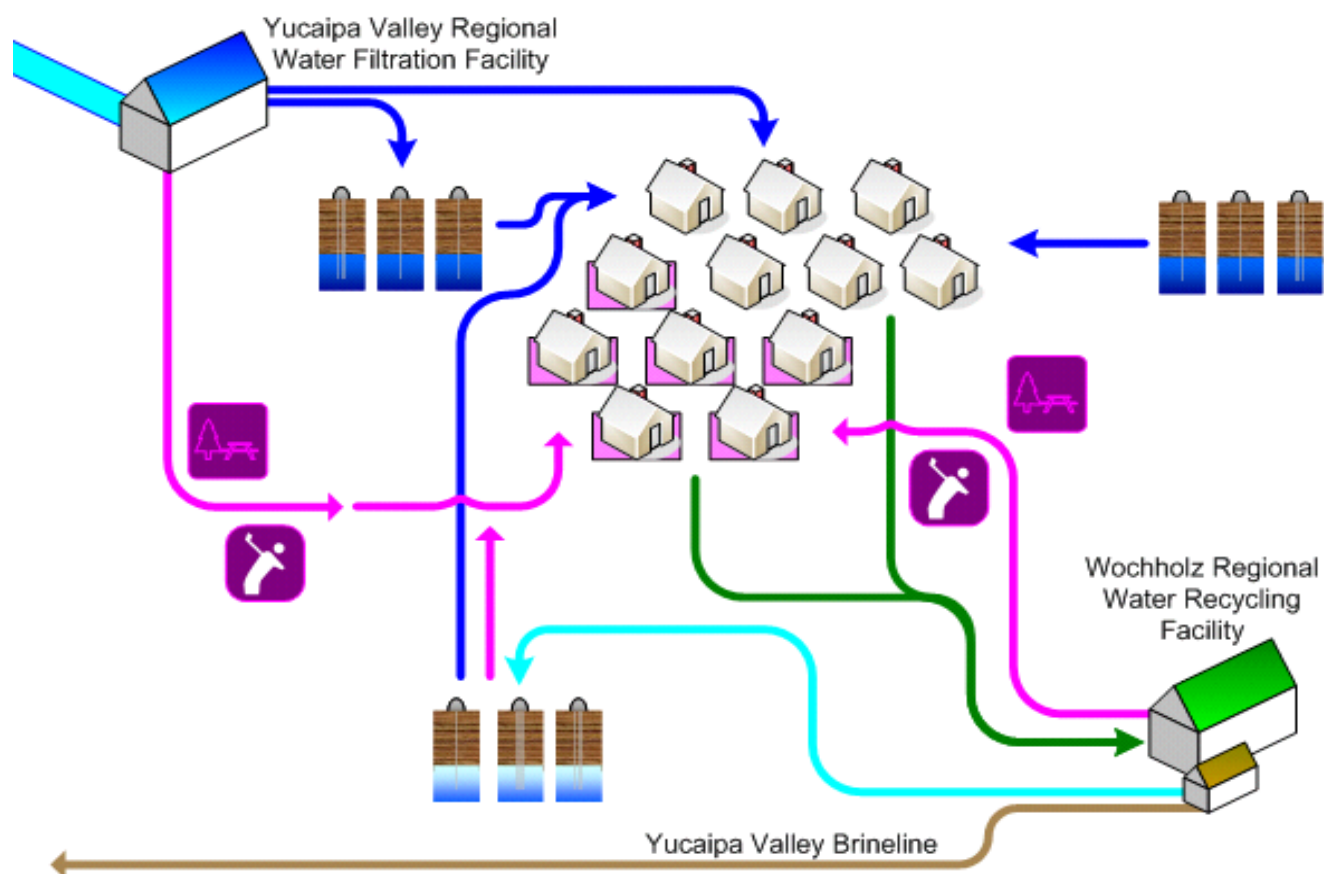 Yucaipa Valley Regional
Water Filtration Facility
Wochholz Regional
Water Recycling
Facility
Yucaipa Valley Brineline